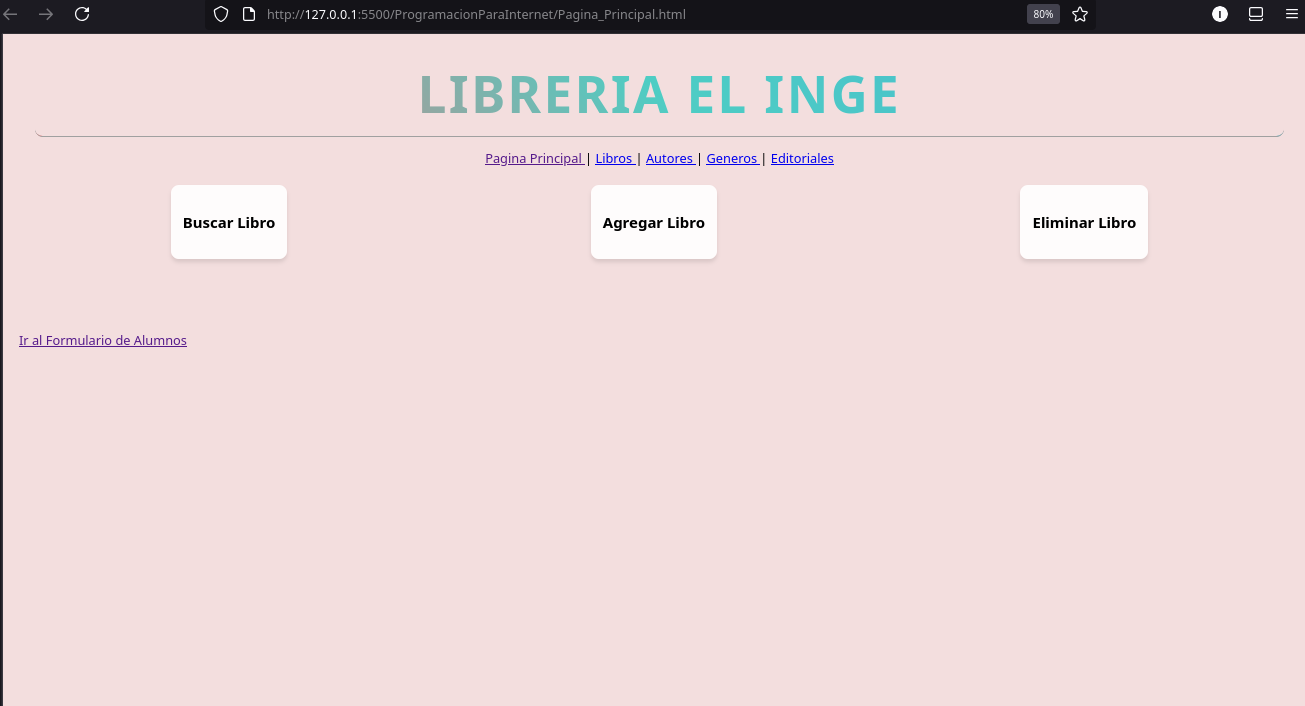 http://127.0.0.1:5500/ProgramacionParaInternet/Pagina_Principal.html 80% I
LIBRERIA EL INGE
Pagina Principal | Libros | Autores | Generos | Editoriales
Buscar Libro Agregar Libro Eliminar Libro
Ir al Formulario de Alumnos